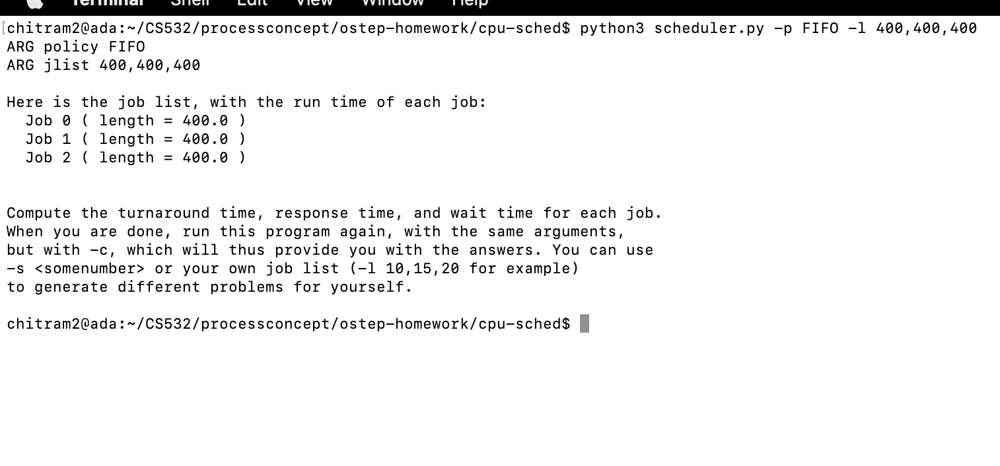 Terminal Shell Edit View Window Help
[chitram2@ada:~/CS532/processconcept/ostep-homework/cpu-sched$ python3 scheduler.py -p FIFO -l 400,400,400
ARG policy FIFO
ARG jlist 400,400,400
Here is the job list, with the run time of each job:
Job 0 ( length = 400.0 )
Job 1 ( length = 400.0 )
Job 2 ( length = 400.0 )
Compute the turnaround time, response time, and wait time for each job.
When you are done, run this program again, with the same arguments,
but with -c, which will thus provide you with the answers. You can use
-s <somenumber> or your own job list (-l 10,15,20 for example)
to generate different problems for yourself.
chitram2@ada:~/CS532/processconcept/ostep-homework/cpu-sched$